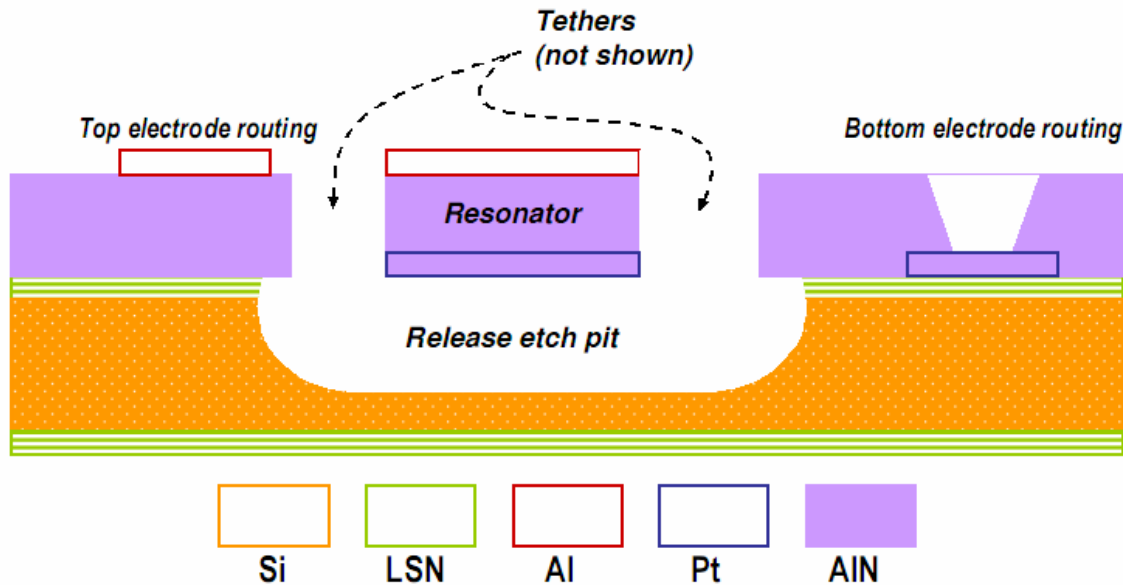 Tethers
(not shown)
Top electrode routing
Bottom electrode routing
Resonator
Release etch pit
Si
LSN
Al
Pt
AlN